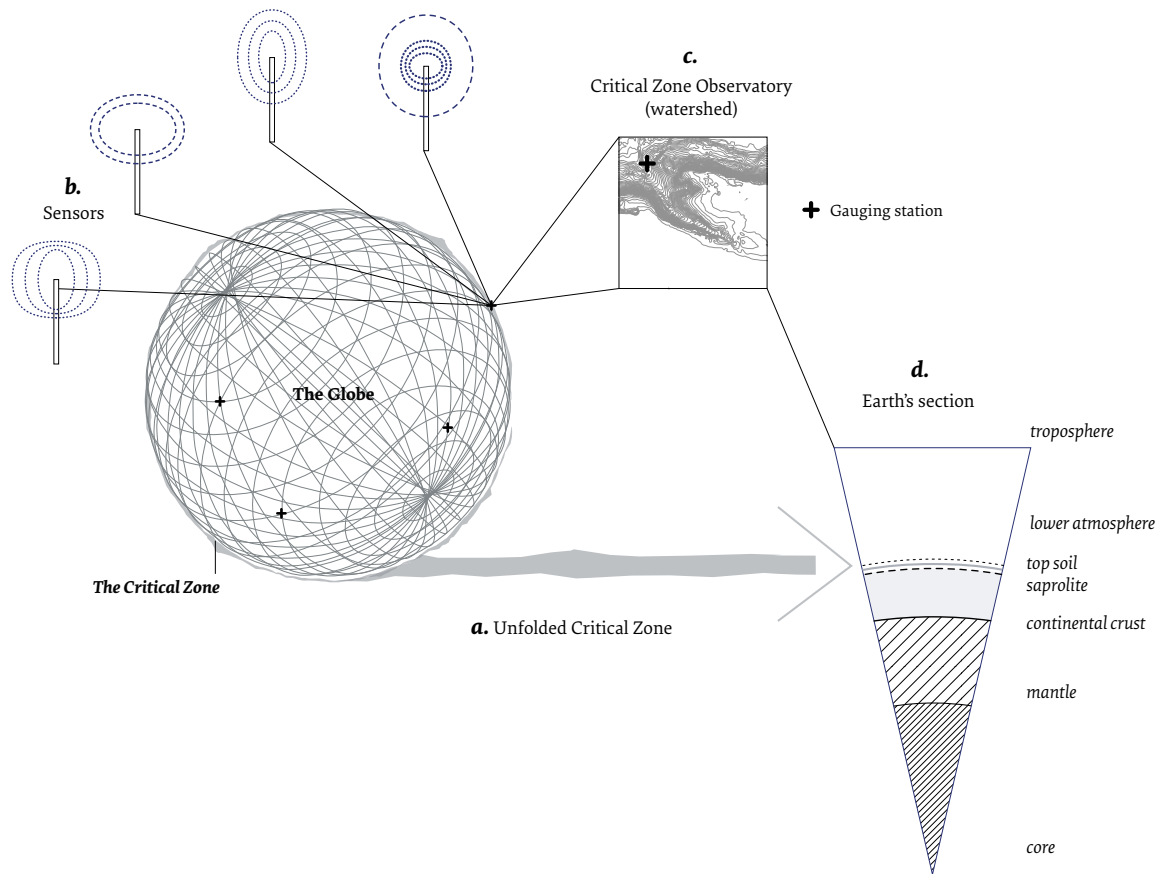 c.
Critical Zone Observatory
(watershed)
b.
Sensors
Gauging station
The Globe
d.
Earth's section
troposphere
lower atmosphere
top soil
saprolite
The Critical Zone
a. Unfolded Critical Zone
continental crust
mantle
core